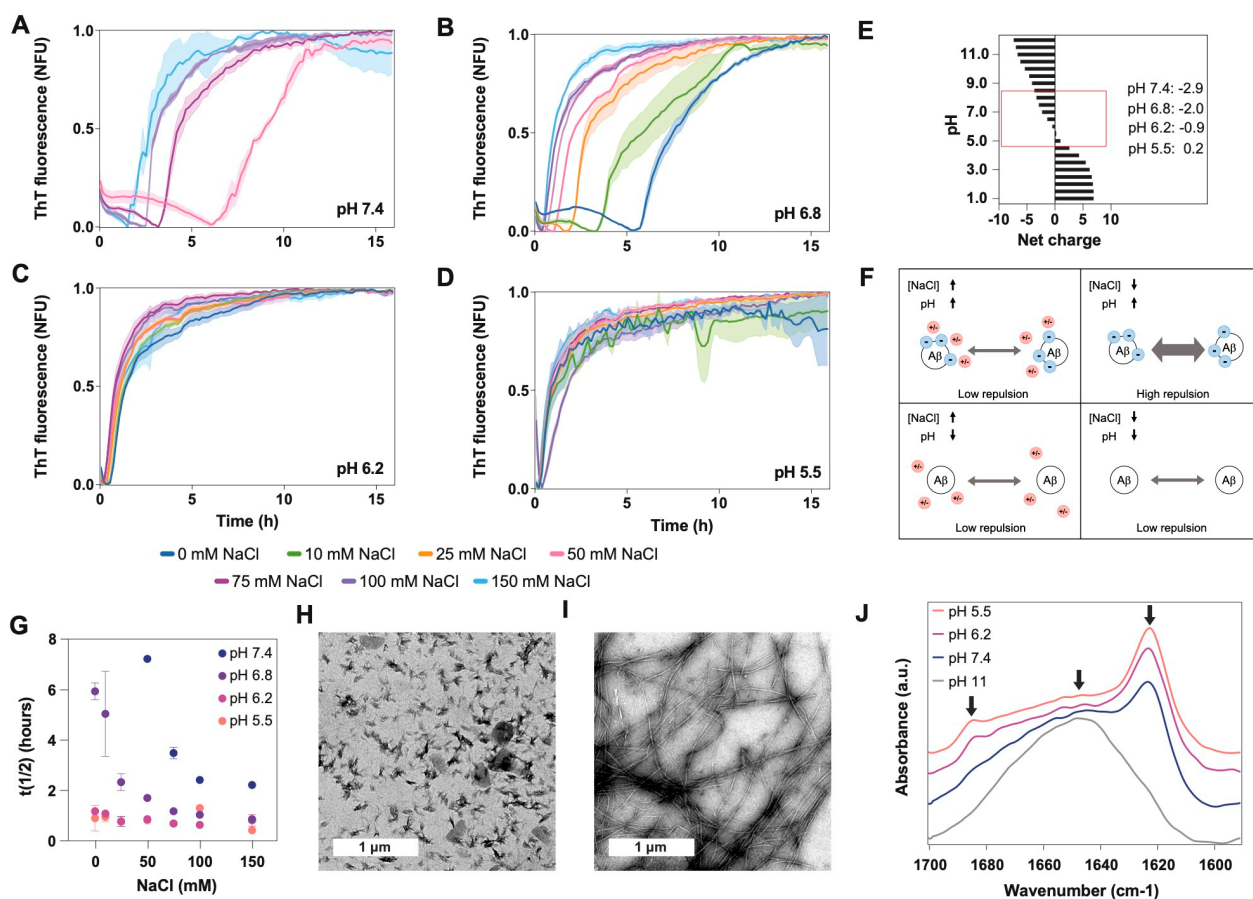 A
ThT fluorescence (NFU)
1.0
0.5
0.0
0
5
10
15
pH 7.4
B
ThT fluorescence (NFU)
1.0
0.5
0.0
0
5
10
15
pH 6.8
E
pH
11.0
9.0
7.0
5.0
3.0
1.0
-10
-5
0
5
10
Net charge
pH 7.4: -2.9
pH 6.8: -2.0
pH 6.2: -0.9
pH 5.5: 0.2
C
ThT fluorescence (NFU)
1.0
0.5
0.0
0
5
10
15
pH 6.2
Time (h)
D
ThT fluorescence (NFU)
1.0
0.5
0.0
0
5
10
15
pH 5.5
Time (h)
0 mM NaCl
10 mM NaCl
25 mM NaCl
50 mM NaCl
75 mM NaCl
100 mM NaCl
150 mM NaCl
F
[NaCl] ↑
pH ↑
+/-
+/-
+/-
+/-
+/-
+/-
+/-
-
-
-
-
-
-
Aβ
Aβ
Low repulsion
[NaCl] ↓
pH ↑
-
-
-
-
-
-
Aβ
Aβ
High repulsion
[NaCl] ↑
pH ↓
+/-
+/-
+/-
+/-
+/-
+/-
Aβ
Aβ
Low repulsion
[NaCl] ↓
pH ↓
Aβ
Aβ
Low repulsion
G
t(1/2) (hours)
8
6
4
2
0
0
50
100
150
NaCl (mM)
pH 7.4
pH 6.8
pH 6.2
pH 5.5
H
1 µm
I
1 µm
J
Absorbance (a.u.)
pH 5.5
pH 6.2
pH 7.4
pH 11
1700
1680
1660
1640
1620
1600
Wavenumber (cm-1)